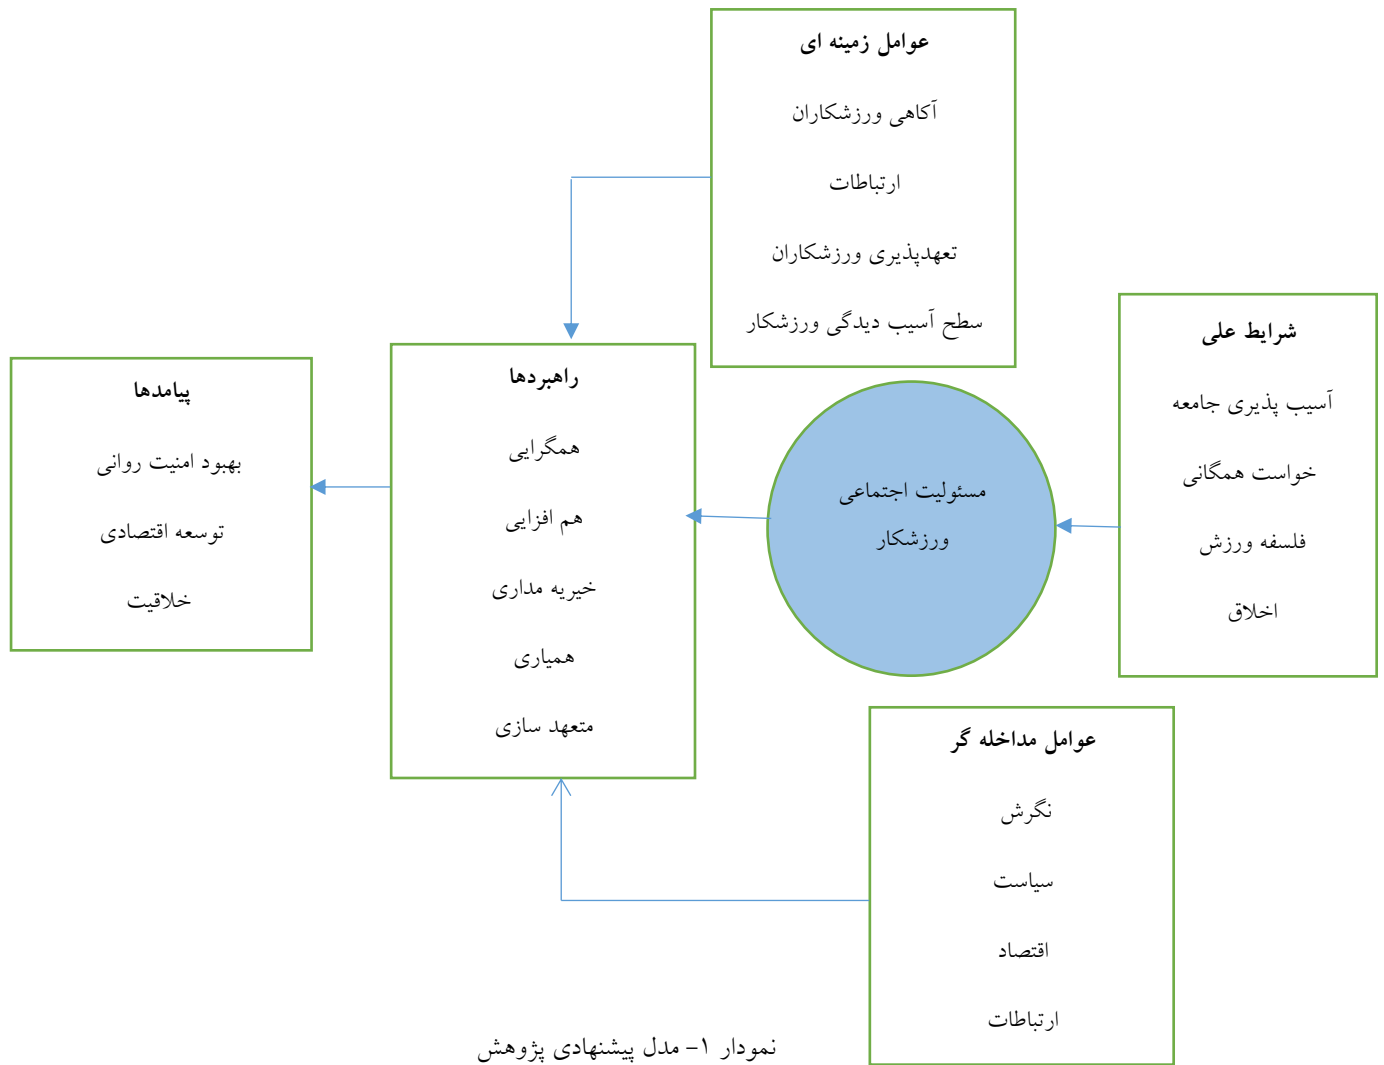 عوامل زمینه ای
آکاهی ورزشکاران
ارتباطات
تعهدپذیری ورزشکاران
سطح آسیب دیدگی ورزشکار
شرایط علی
آسیب پذیری جامعه
خواست همگانی
فلسفه ورزش
اخلاق
مسئولیت اجتماعی
ورزشکار
راهبردها
همگرایی
هم افزایی
خیریه مداری
همیاری
متعهد سازی
پیامدها
بهبود امنیت روانی
توسعه اقتصادی
خلاقیت
عوامل مداخله گر
نگرش
سیاست
اقتصاد
ارتباطات
نمودار ۱- مدل پیشنهادی پژوهش